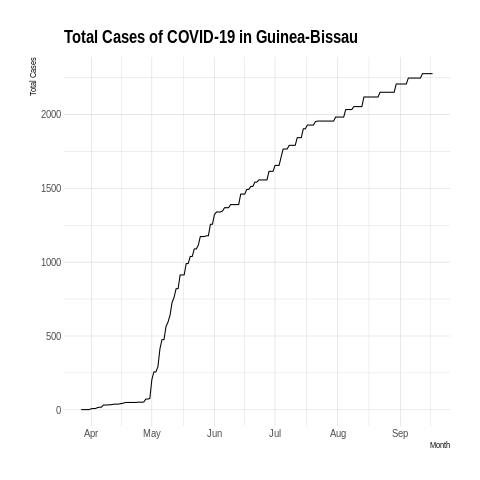 Total Cases of COVID-19 in Guinea-Bissau
Total Cases
2000
1500
1000
500
0
Apr May Jun Jul Aug Sep
Month